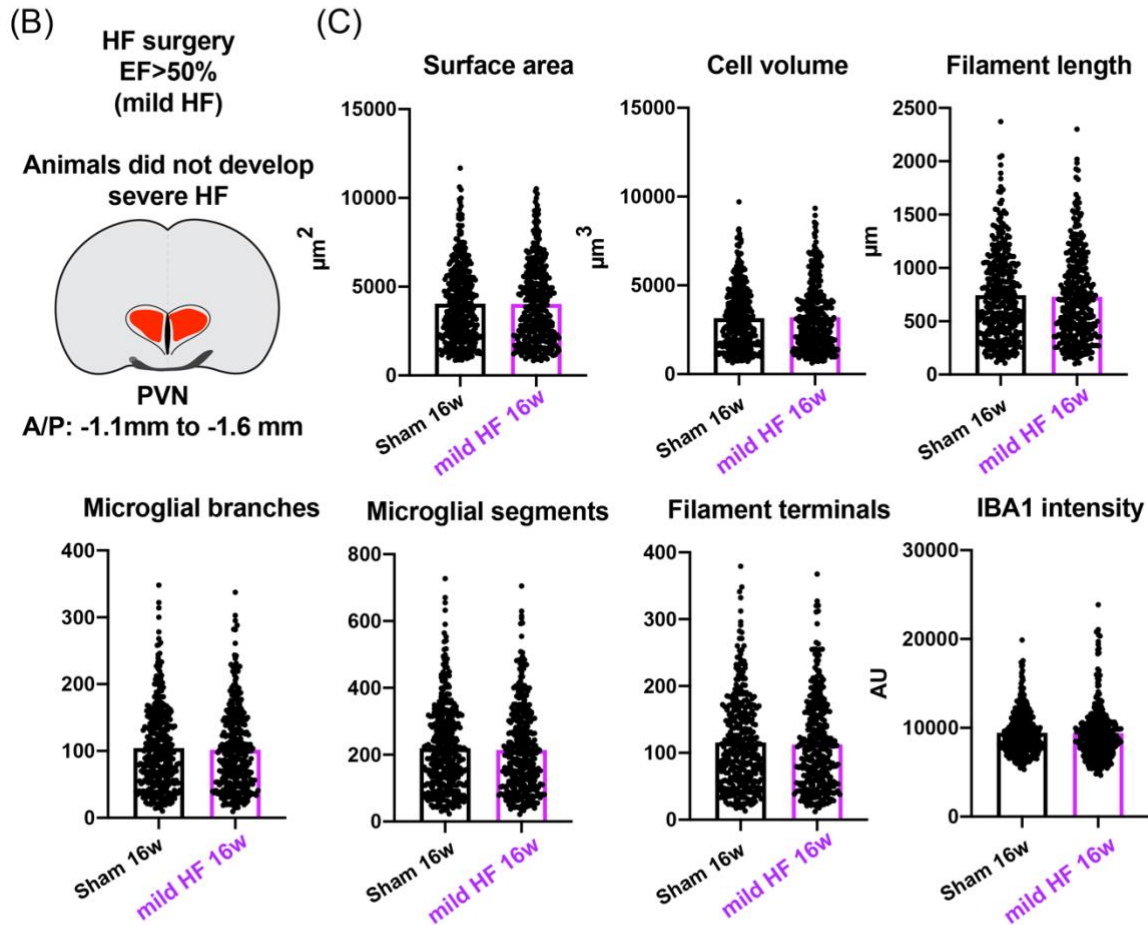 (B)
HF surgery
EF>50%
(mild HF)
Animals did not develop
severe HF
PVN
A/P: -1.1mm to -1.6 mm
(C)
Surface area
µm2
15000
10000
5000
0
Sham 16w
mild HF 16w
Cell volume
µm3
15000
10000
5000
0
Sham 16w
mild HF 16w
Filament length
µm
2500
2000
1500
1000
500
0
Sham 16w
mild HF 16w
Microglial branches
400
300
200
100
0
Sham 16w
mild HF 16w
Microglial segments
800
600
400
200
0
Sham 16w
mild HF 16w
Filament terminals
400
300
200
100
0
Sham 16w
mild HF 16w
IBA1 intensity
AU
30000
20000
10000
0
Sham 16w
mild HF 16w